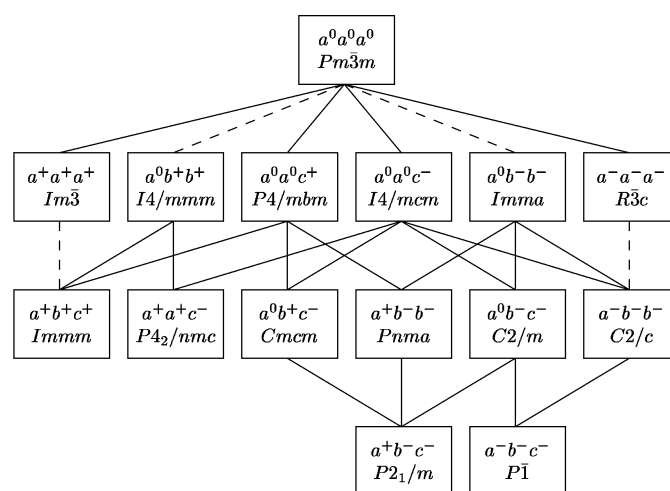 a⁰a⁰a⁰
Pm3̄m
a⁺a⁺a⁺
Im3̄
a⁰b⁺b⁺
I4/mmm
a⁰a⁰c⁺
P4/mbm
a⁰a⁰c⁻
I4/mcm
a⁰b⁻b⁻
Imma
a⁻a⁻a⁻
R3̄c
a⁺b⁺c⁺
Immm
a⁺a⁺c⁻
P4₂/nmc
a⁰b⁺c⁻
Cmcm
a⁺b⁻b⁻
Pnma
a⁰b⁻c⁻
C2/m
a⁻b⁻b⁻
C2/c
a⁺b⁻c⁻
P2₁/m
a⁻b⁻c⁻
P1̄